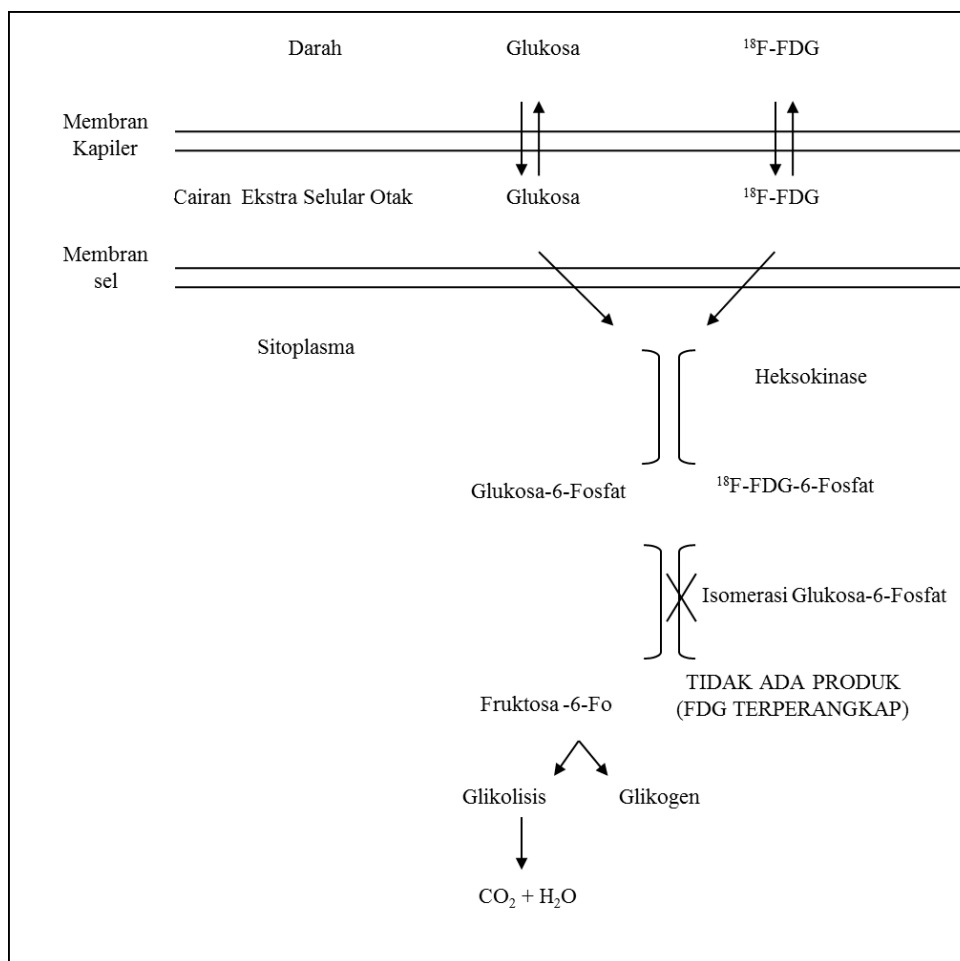 Darah
Glukosa
¹⁸F-FDG
Membran
Kapiler
Cairan Ekstra Selular Otak
Glukosa
¹⁸F-FDG
Membran
sel
Sitoplasma
Heksokinase
Glukosa-6-Fosfat
¹⁸F-FDG-6-Fosfat
Isomerasi Glukosa-6-Fosfat
Fruktosa -6-Fo
TIDAK ADA PRODUK
(FDG TERPERANGKAP)
Glikolisis
Glikogen
CO₂ + H₂O